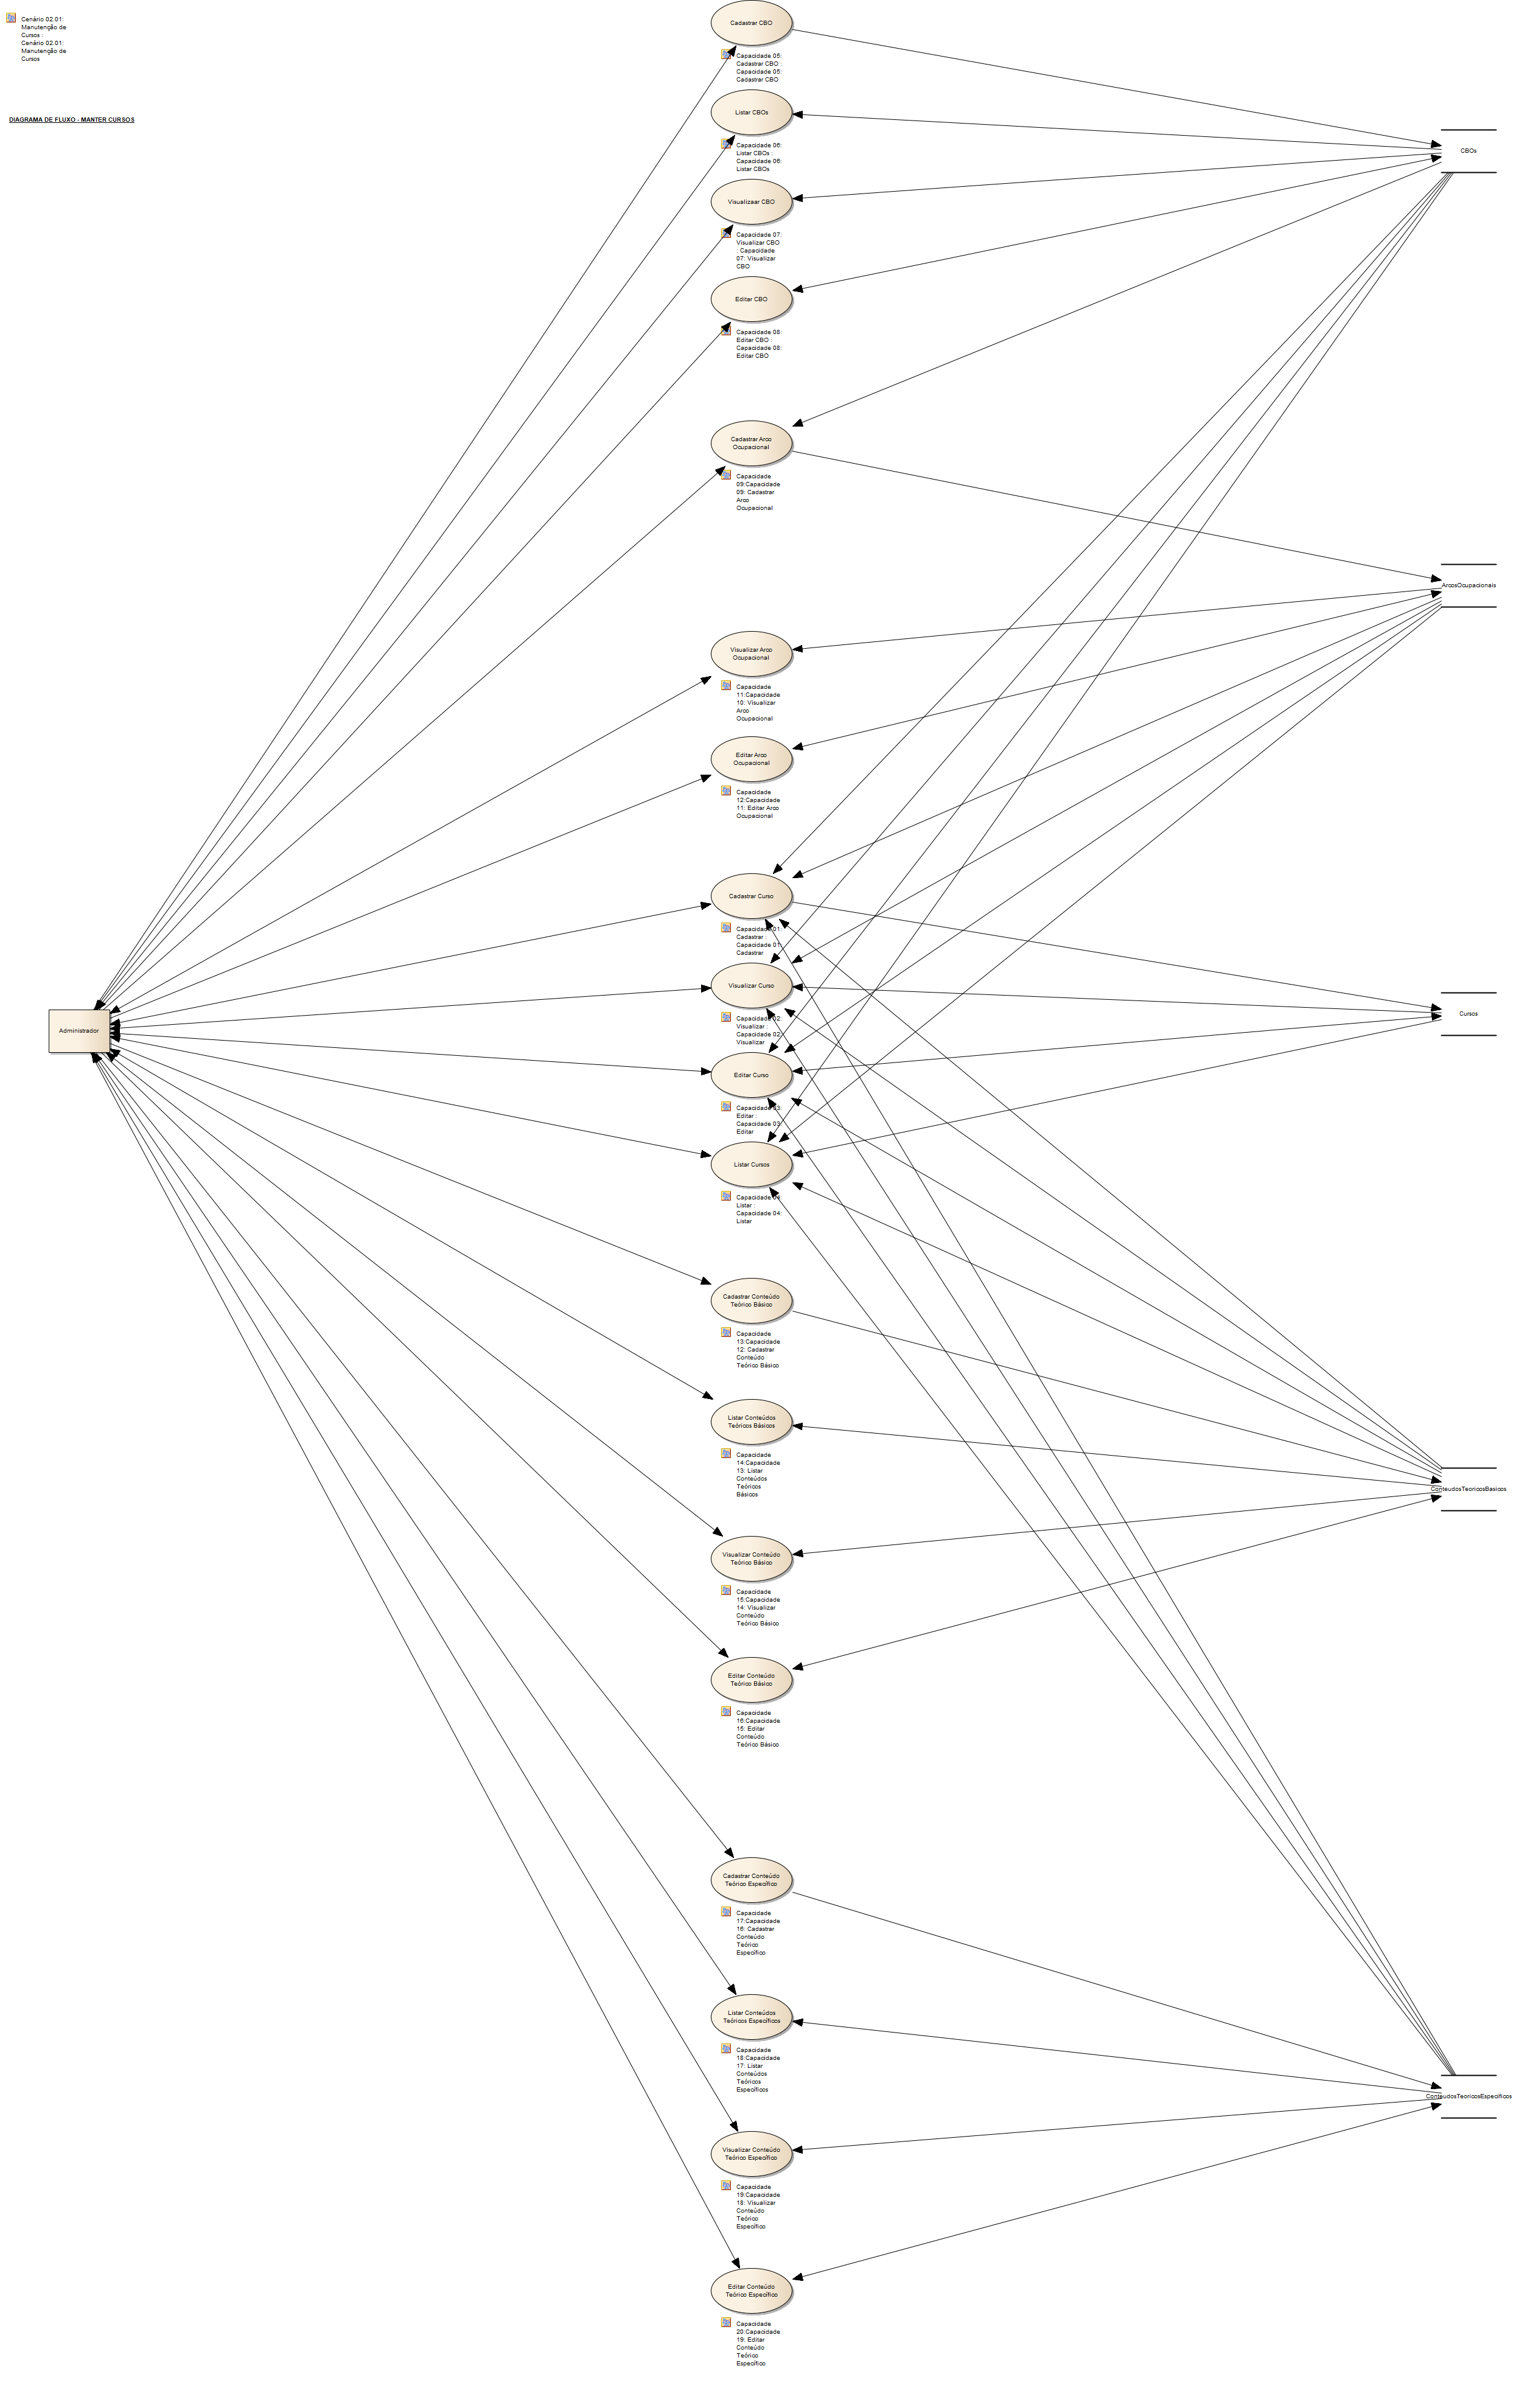 Cenário 02.01:
Manutenção de
Cursos :
Cenário 02.01:
Manutenção de
Cursos
DIAGRAMA DE FLUXO - MANTER CURSOS
Cadastrar CBO
Capacidade 05:
Cadastrar CBO :
Capacidade 05:
Cadastrar CBO
Listar CBOs
Capacidade 06:
Listar CBOs :
Capacidade 06:
Listar CBOs
CBOs
Visualizaar CBO
Capacidade 07:
Visualizar CBO
: Capacidade
07: Visualizar
CBO
Editar CBO
Capacidade 08:
Editar CBO :
Capacidade 08:
Editar CBO
Cadastrar Arco
Ocupacional
Capacidade
09:Capacidade
09: Cadastrar
Arco
Ocupacional
ArcosOcupacionais
Visualizar Arco
Ocupacional
Capacidade
11:Capacidade
10: Visualizar
Arco
Ocupacional
Editar Arco
Ocupacional
Capacidade
12:Capacidade
11: Editar Arco
Ocupacional
Cadastrar Curso
Capacidade 01:
Cadastrar :
Capacidade 01:
Cadastrar
Visualizar Curso
Capacidade 02:
Visualizar :
Capacidade 02:
Visualizar
Cursos
Administrador
Editar Curso
Capacidade 03:
Editar :
Capacidade 03:
Editar
Listar Cursos
Capacidade 04:
Listar :
Capacidade 04:
Listar
Cadastrar Conteúdo
Teórico Básico
Capacidade
13:Capacidade
12: Cadastrar
Conteúdo
Teórico Básico
Listar Conteúdos
Teóricos Básicos
Capacidade
14:Capacidade
13: Listar
Conteúdos
Teóricos
Básicos
ConteudosTeoricosBasicos
Visualizar Conteúdo
Teórico Básico
Capacidade
15:Capacidade
14: Visualizar
Conteúdo
Teórico Básico
Editar Conteúdo
Teórico Básico
Capacidade
16:Capacidade
15: Editar
Conteúdo
Teórico Básico
Cadastrar Conteúdo
Teórico Específico
Capacidade
17:Capacidade
16: Cadastrar
Conteúdo
Teórico
Específico
Listar Conteúdos
Teóricos Específicos
Capacidade
18:Capacidade
17: Listar
Conteúdos
Teóricos
Específicos
ConteudosTeoricosEspecificos
Visualizar Conteúdo
Teórico Específico
Capacidade
19:Capacidade
18: Visualizar
Conteúdo
Teórico
Específico
Editar Conteúdo
Teórico Específico
Capacidade
20:Capacidade
19: Editar
Conteúdo
Teórico
Específico